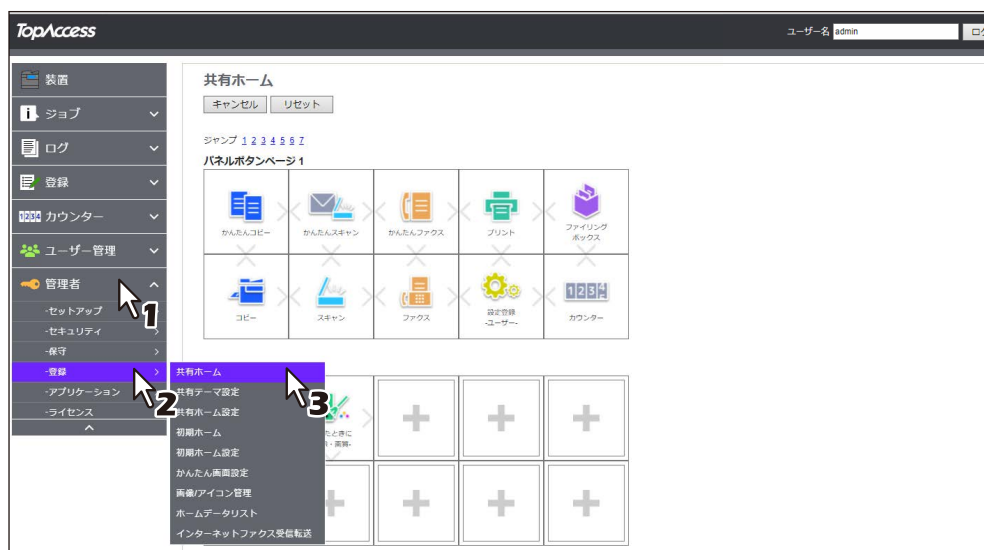 TopAccess
ユーザー名 admin
装置
ジョブ
ログ
登録
1234 カウンター
ユーザー管理
管理者
-セットアップ
-セキュリティ
-保守
-登録
-アプリケーション
-ライセンス
1
2
3
共有ホーム
共有テーマ設定
共有ホーム設定
初期ホーム
初期ホーム設定
かんたん画面設定
画像/アイコン管理
ホームデータリスト
インターネットファクス受信転送
共有ホーム
キャンセル リセット
ジャンプ 1 2 3 4 5 6 7
パネルボタンページ 1
かんたんコピー かんたんスキャン かんたんファクス プリント ファイリング
ボックス
コピー スキャン ファクス 設定登録 カウンター
-ユーザー-
たときに
・画質-